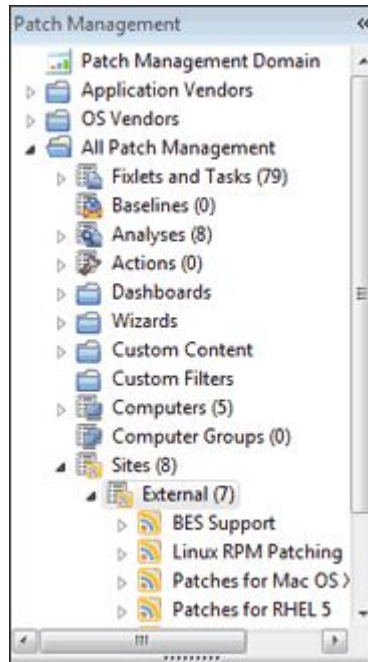 Patch Management «
Patch Management Domain
Application Vendors
OS Vendors
All Patch Management
Fixlets and Tasks (79)
Baselines (0)
Analyses (8)
Actions (0)
Dashboards
Wizards
Custom Content
Custom Filters
Computers (5)
Computer Groups (0)
Sites (8)
External (7)
BES Support
Linux RPM Patching
Patches for Mac OS X
Patches for RHEL 5